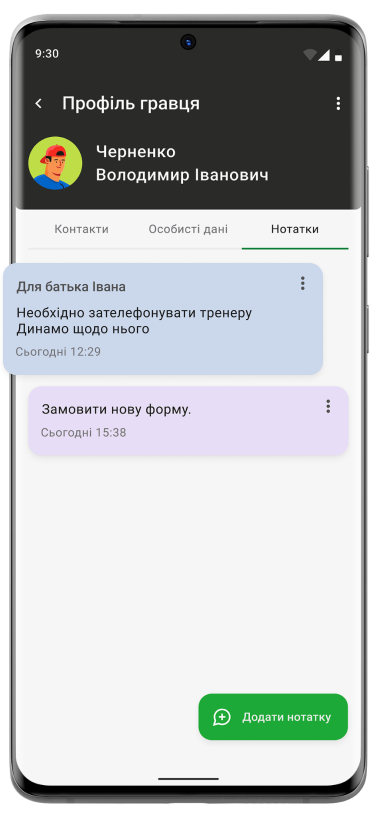 9:30
Профіль гравця
Черненко
Володимир Іванович
Контакти Особисті дані Нотатки
Для батька Івана
Необхідно зателефонувати тренеру
Динамо щодо нього
Сьогодні 12:29
Замовити нову форму.
Сьогодні 15:38
Додати нотатку